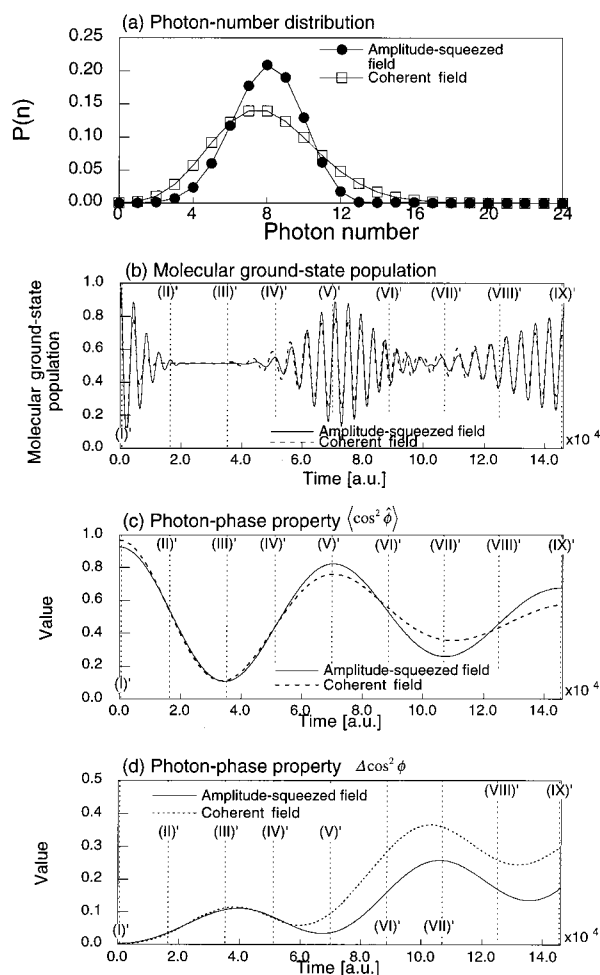 (a) Photon-number distribution
Amplitude-squeezed
field
Coherent field
P(n)
0.25
0.20
0.15
0.10
0.05
0.00
0 4 8 12 16 20 24
Photon number
(b) Molecular ground-state population
Molecular ground-state
population
1.0
0.8
0.6
0.4
0.2
0.0
(I)' (II)' (III)' (IV)' (V)' (VI)' (VII)' (VIII)' (IX)'
Amplitude-squeezed field
Coherent field
x10 4
0.0 2.0 4.0 6.0 8.0 10.0 12.0 14.0
Time [a.u.]
(c) Photon-phase property ⟨cos² ϕ̂⟩
Value
1.0
0.8
0.6
0.4
0.2
0.0
(I)' (II)' (III)' (IV)' (V)' (VI)' (VII)' (VIII)' (IX)'
Amplitude-squeezed field
Coherent field
x10 4
0.0 2.0 4.0 6.0 8.0 10.0 12.0 14.0
Time [a.u.]
(d) Photon-phase property Δcos² ϕ
Amplitude-squeezed field
Coherent field
Value
0.5
0.4
0.3
0.2
0.1
0.0
(I)' (II)' (III)' (IV)' (V)' (VI)' (VII)' (VIII)' (IX)'
x10 4
0.0 2.0 4.0 6.0 8.0 10.0 12.0 14.0
Time [a.u.]